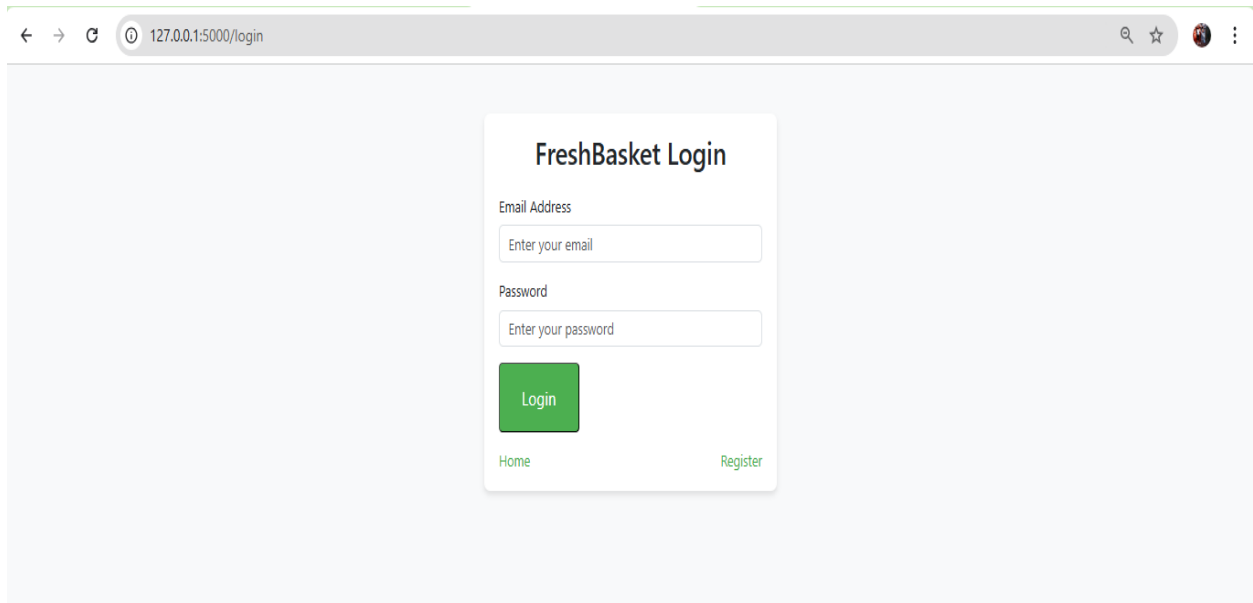 127.0.0.1:5000/login
FreshBasket Login
Email Address
Enter your email
Password
Enter your password
Login
Home Register